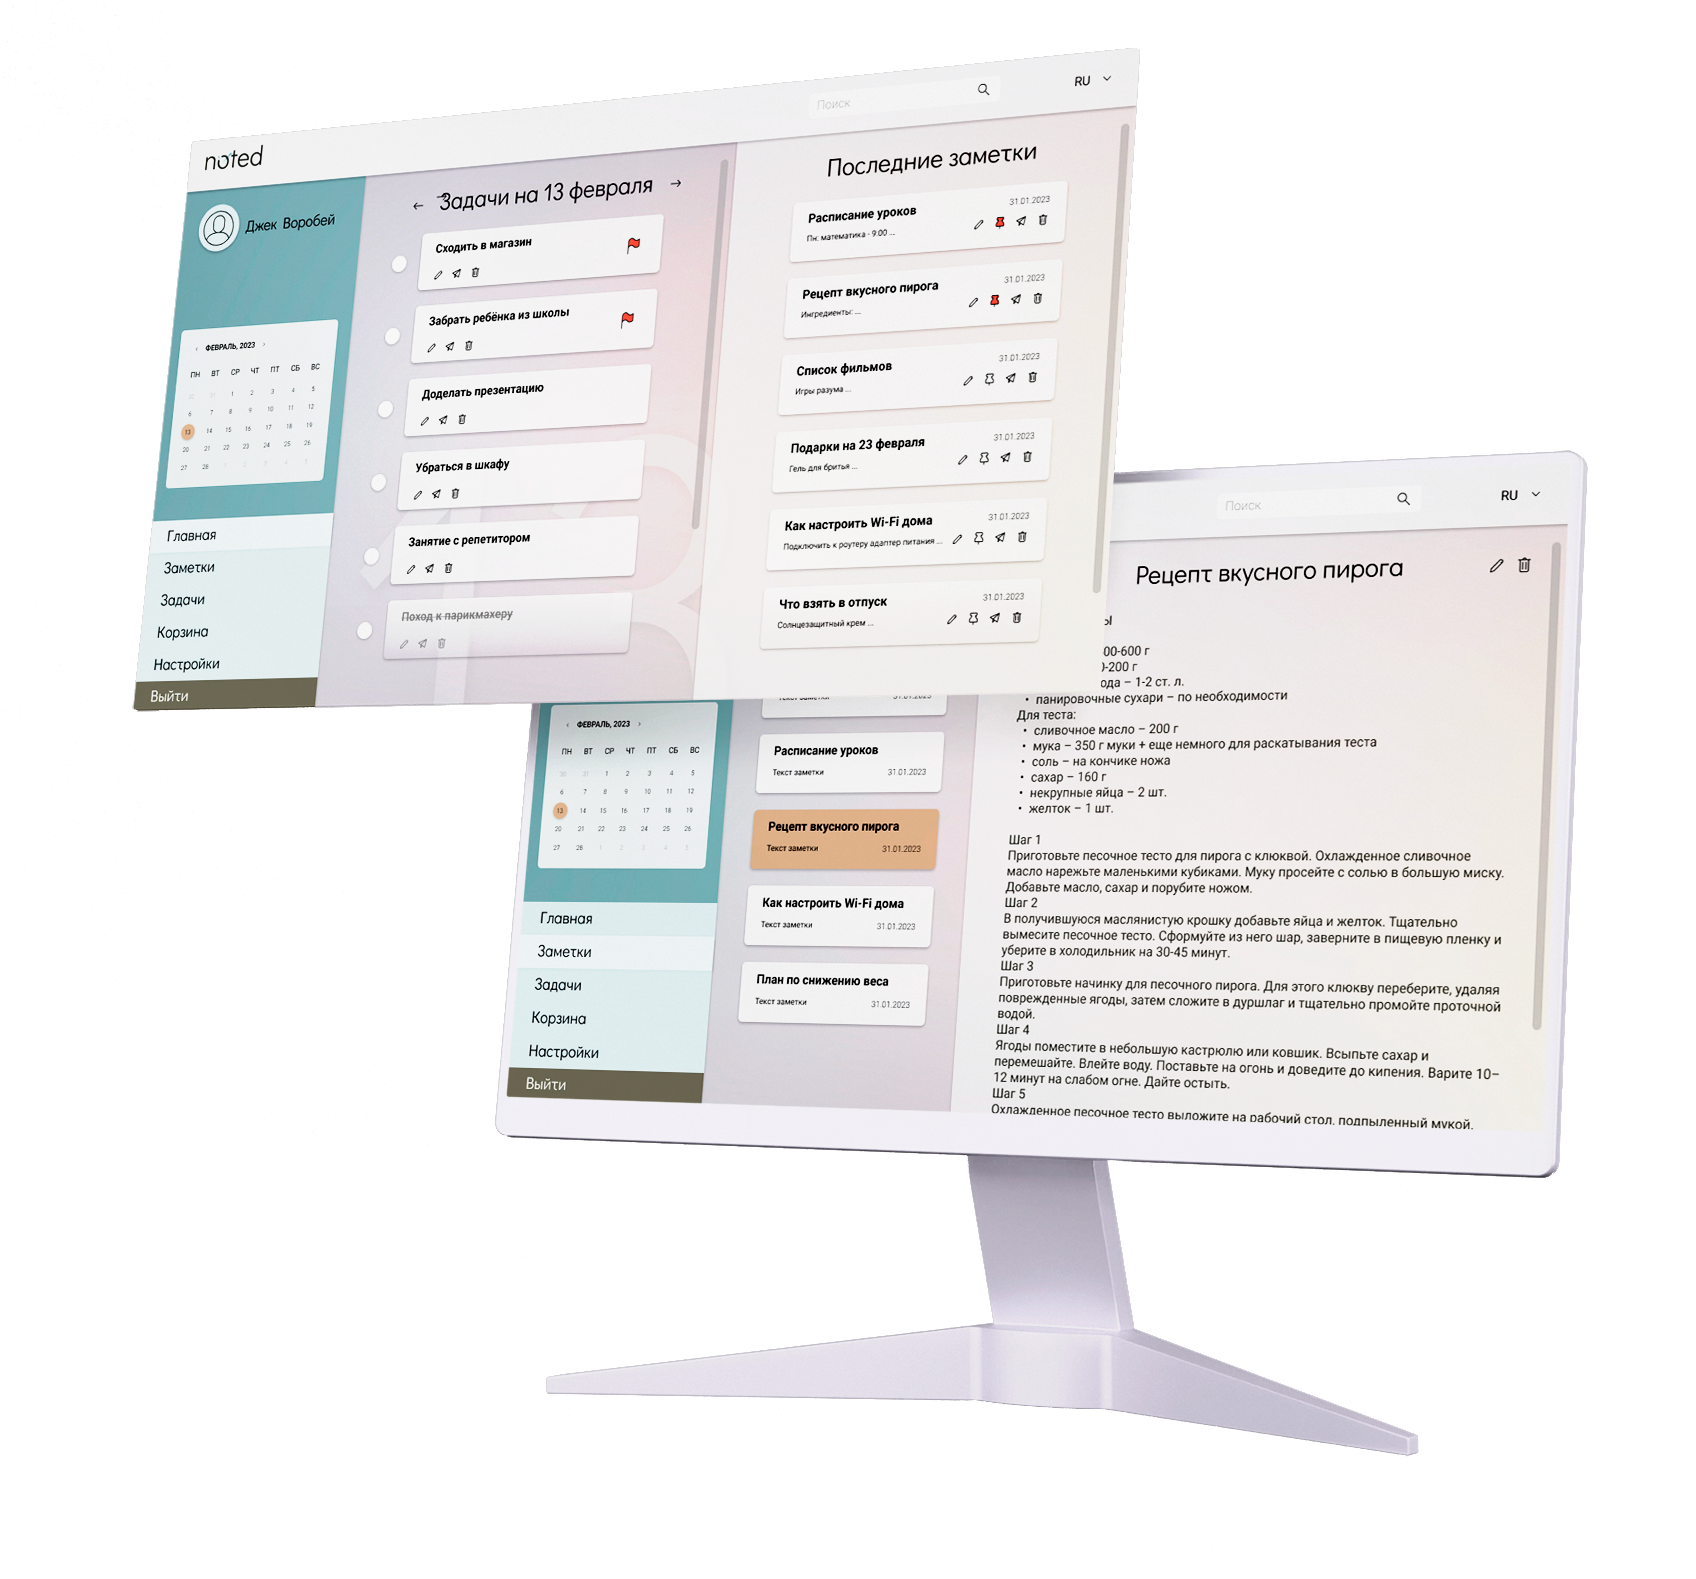 noted
Поиск
RU
Джек Воробей
ФЕВРАЛЬ, 2023
ПН ВТ СР ЧТ ПТ СБ ВС
30 31 1 2 3 4 5
6 7 8 9 10 11 12
13 14 15 16 17 18 19
20 21 22 23 24 25 26
27 28 1 2 3 4 5
Главная
Заметки
Задачи
Корзина
Настройки
Выйти
Задачи на 13 февраля
Сходить в магазин
Забрать ребёнка из школы
Доделать презентацию
Убраться в шкафу
Занятие с репетитором
Поход к парикмахеру
13
Последние заметки
Расписание уроков
31.01.2023
Пн: математика - 9:00 ...
Рецепт вкусного пирога
31.01.2023
Ингредиенты: ...
Список фильмов
31.01.2023
Игры разума ...
Подарки на 23 февраля
31.01.2023
Гель для бритья ...
Как настроить Wi-Fi дома
31.01.2023
Подключить к роутеру адаптер питания ...
Что взять в отпуск
31.01.2023
Солнцезащитный крем ...
Поиск
RU
ФЕВРАЛЬ, 2023
ПН ВТ СР ЧТ ПТ СБ ВС
30 31 1 2 3 4 5
6 7 8 9 10 11 12
13 14 15 16 17 18 19
20 21 22 23 24 25 26
27 28 1 2 3 4 5
Главная
Заметки
Задачи
Корзина
Настройки
Выйти
Текст заметки 31.01.2023
Расписание уроков
Текст заметки 31.01.2023
Рецепт вкусного пирога
Текст заметки 31.01.2023
Как настроить Wi-Fi дома
Текст заметки 31.01.2023
План по снижению веса
Текст заметки 31.01.2023
Рецепт вкусного пирога
ы
00-600 г
0-200 г
ода – 1-2 ст. л.
• панировочные сухари – по необходимости
Для теста:
• сливочное масло – 200 г
• мука – 350 г муки + еще немного для раскатывания теста
• соль – на кончике ножа
• сахар – 160 г
• некрупные яйца – 2 шт.
• желток – 1 шт.
Шаг 1
Приготовьте песочное тесто для пирога с клюквой. Охлажденное сливочное
масло нарежьте маленькими кубиками. Муку просейте с солью в большую миску.
Добавьте масло, сахар и порубите ножом.
Шаг 2
В получившуюся маслянистую крошку добавьте яйца и желток. Тщательно
вымесите песочное тесто. Сформуйте из него шар, заверните в пищевую пленку и
уберите в холодильник на 30-45 минут.
Шаг 3
Приготовьте начинку для песочного пирога. Для этого клюкву переберите, удаляя
поврежденные ягоды, затем сложите в дуршлаг и тщательно промойте проточной
водой.
Шаг 4
Ягоды поместите в небольшую кастрюлю или ковшик. Всыпьте сахар и
перемешайте. Влейте воду. Поставьте на огонь и доведите до кипения. Варите 10–
12 минут на слабом огне. Дайте остыть.
Шаг 5
Охлажденное песочное тесто выложите на рабочий стол, подпыленный мукой.